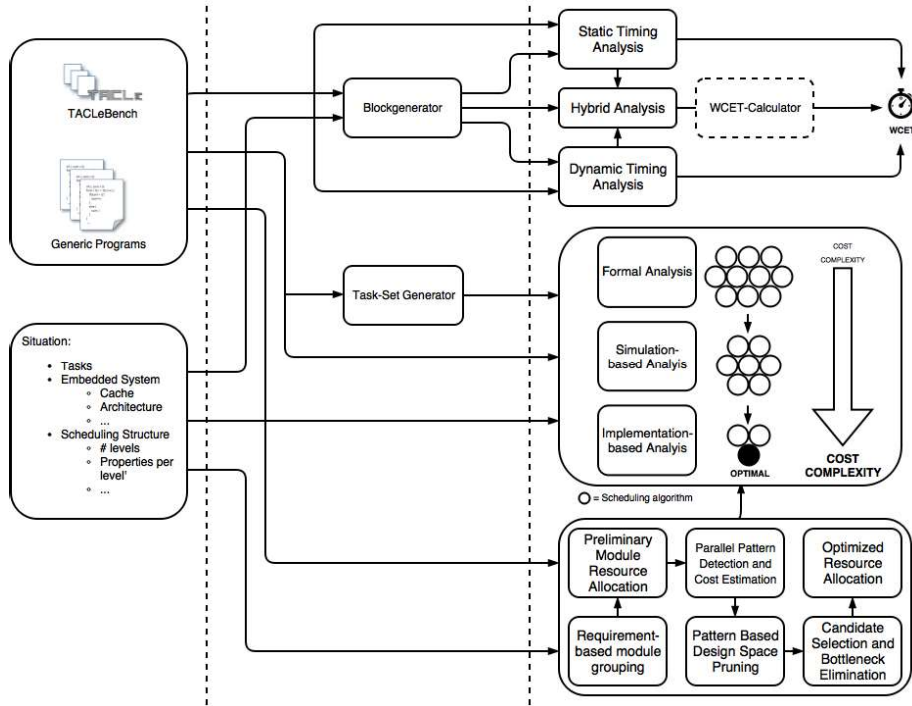 TACLe
TACLeBench
Generic Programs
Situation:
• Tasks
• Embedded System
○ Cache
○ Architecture
○ ...
• Scheduling Structure
○ # levels
○ Properties per
level'
○ ...
Blockgenerator
Task-Set Generator
Static Timing
Analysis
Hybrid Analysis
Dynamic Timing
Analysis
WCET-Calculator
WCET
Formal Analysis
Simulation-
based Analyis
Implementation-
based Analyis
OPTIMAL
COST
COMPLEXITY
COST
COMPLEXITY
= Scheduling algorithm
Preliminary
Module
Resource
Allocation
Parallel Pattern
Detection and
Cost Estimation
Optimized
Resource
Allocation
Requirement-
based module
grouping
Pattern Based
Design Space
Pruning
Candidate
Selection and
Bottleneck
Elimination